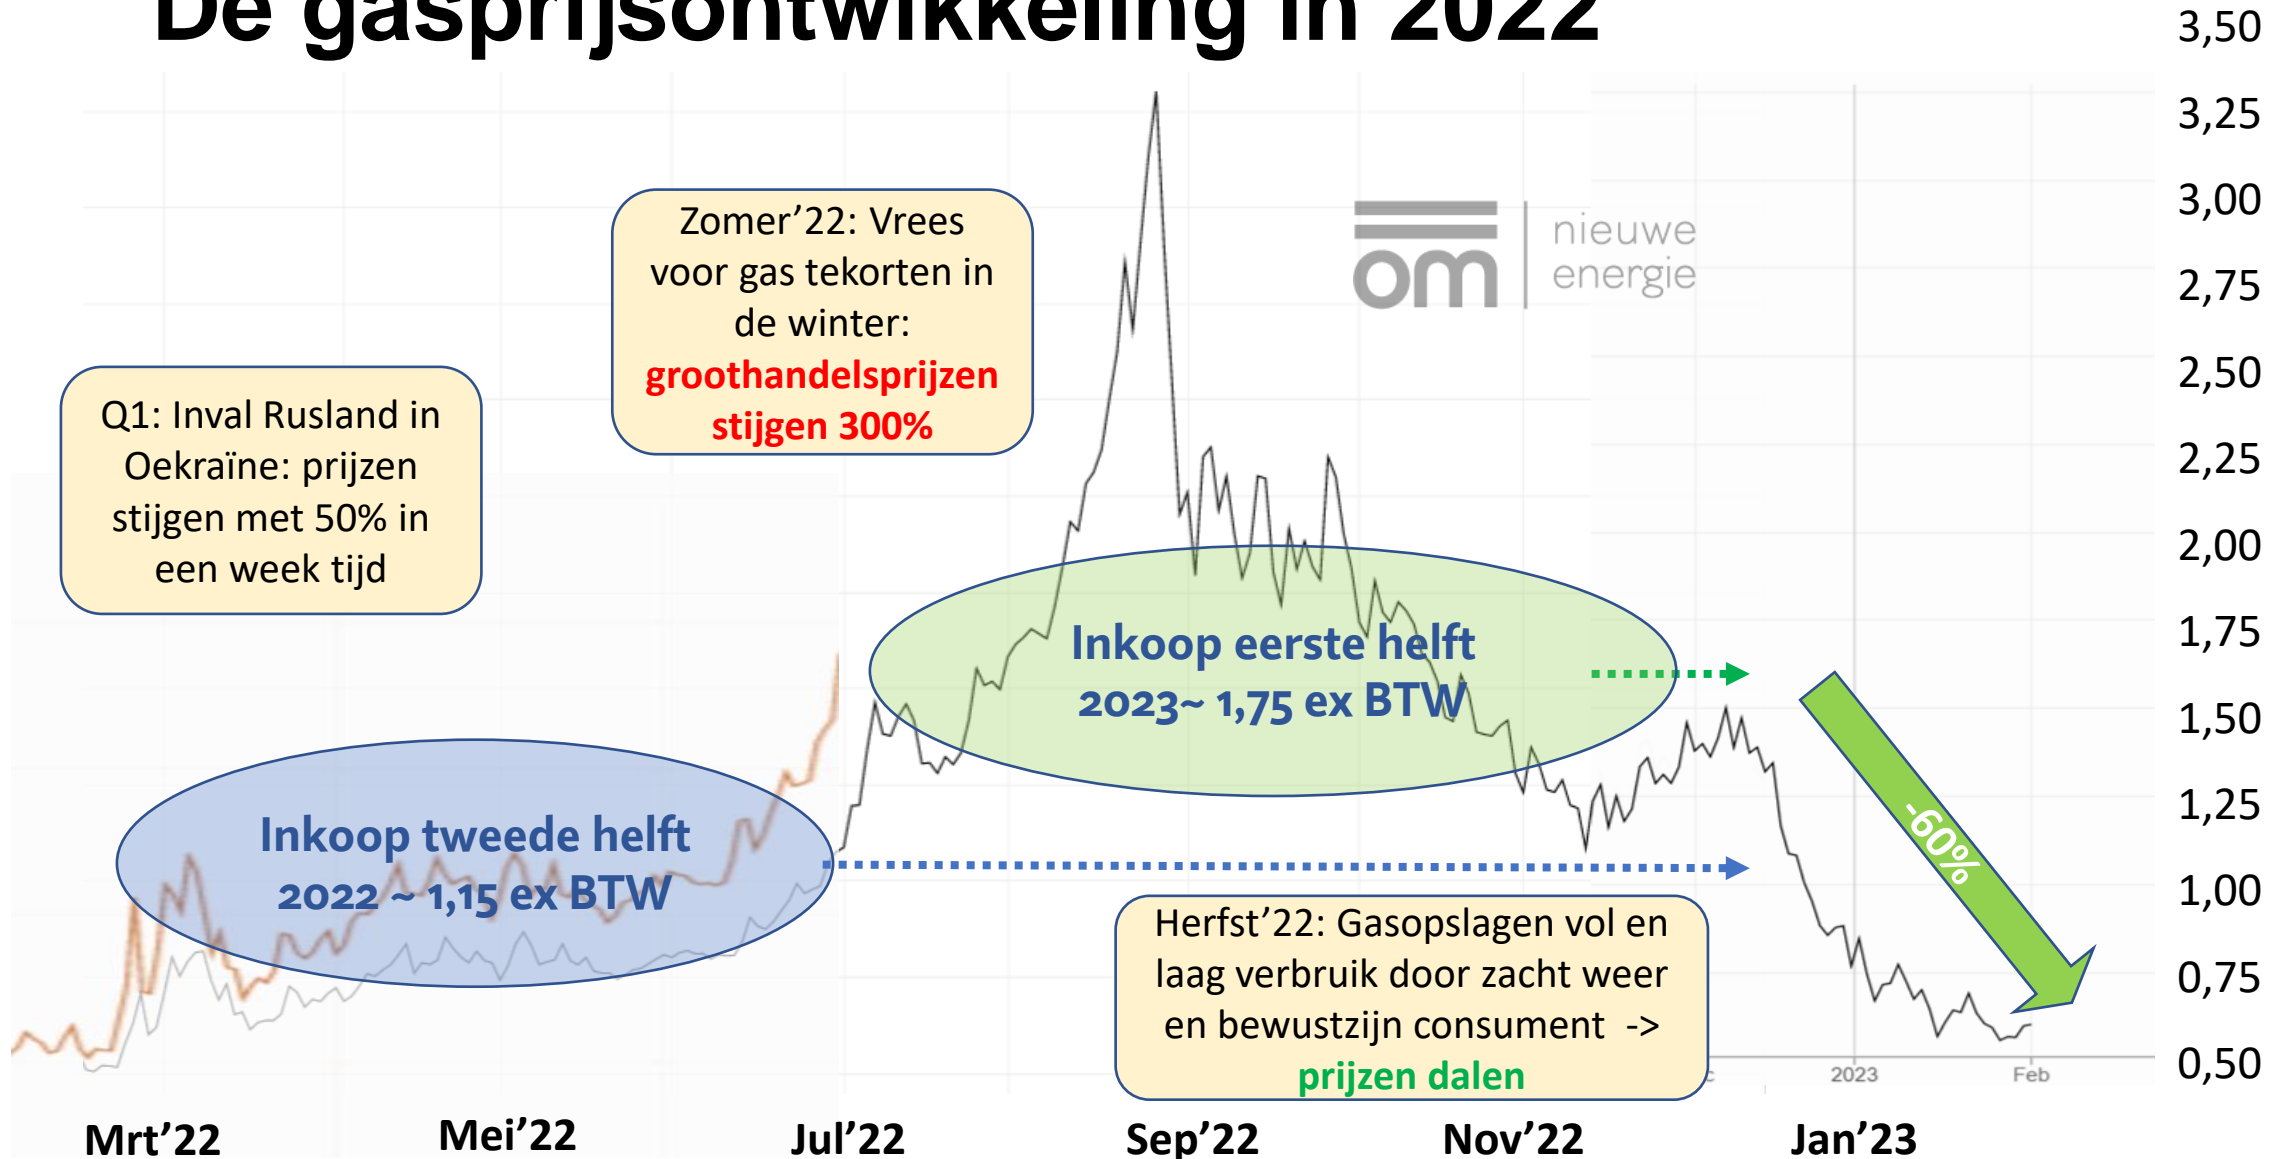 De gasprijsontwikkeling in 2022
3,50
3,25
3,00
2,75
2,50
2,25
2,00
1,75
1,50
1,25
1,00
0,75
0,50
Zomer’22: Vrees
voor gas tekorten in
de winter:
groothandelsprijzen
stijgen 300%
om
nieuwe
energie
Q1: Inval Rusland in
Oekraïne: prijzen
stijgen met 50% in
een week tijd
Inkoop eerste helft
2023~ 1,75 ex BTW
Inkoop tweede helft
2022 ~ 1,15 ex BTW
-60%
Herfst’22: Gasopslagen vol en
laag verbruik door zacht weer
en bewustzijn consument ->
prijzen dalen
2023
Feb
Mrt’22
Mei’22
Jul’22
Sep’22
Nov’22
Jan’23